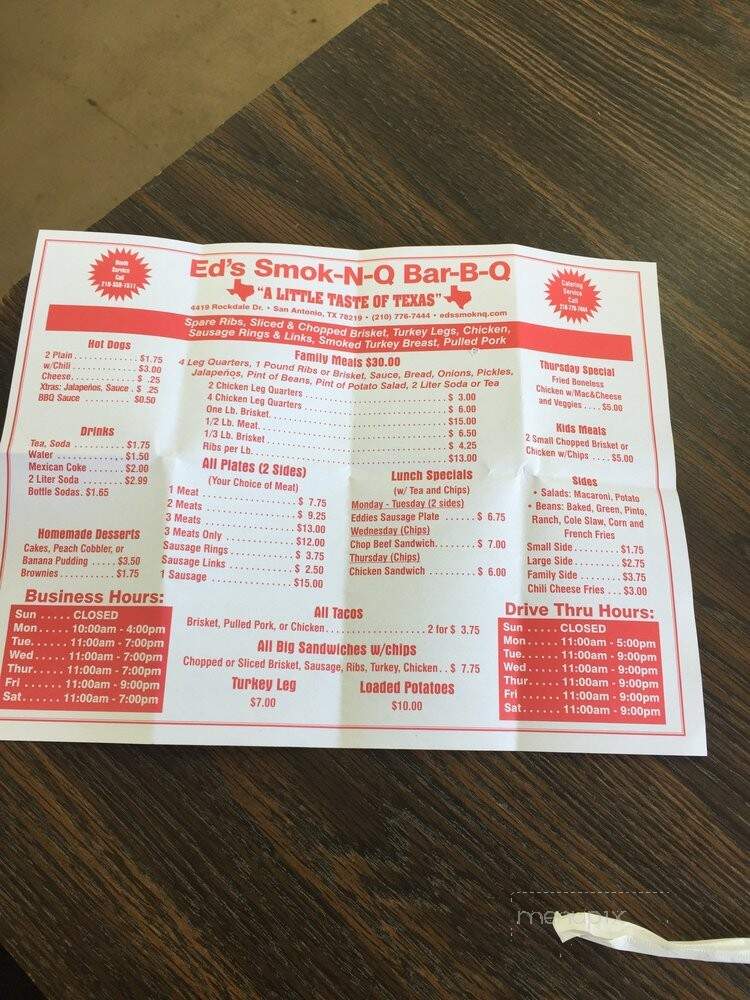 Ed's Smok-N-Q Bar-B-Q
"A LITTLE TASTE OF TEXAS"
4419 Rockdale Dr. • San Antonio, TX 78219 • (210) 776-7444 • edssmoknq.com
Service
Call
Catering
Service
Call
210-776-7444
Spare Ribs, Sliced & Chopped Brisket, Turkey Legs, Chicken,
Sausage Rings & Links, Smoked Turkey Breast, Pulled Pork
Hot Dogs
2 Plain . . . . . . . . . . . . $1.75
w/Chili . . . . . . . . . . . . $3.00
Cheese. . . . . . . . . . . . $ .25
Xtras: Jalapeños, Sauce . $ .25
BBQ Sauce . . . . . . . . $0.50
Drinks
Tea, Soda . . . . . . . . . $1.75
Water . . . . . . . . . . . . $1.50
Mexican Coke . . . . . . $2.00
2 Liter Soda . . . . . . . $2.99
Bottle Sodas. $1.65
Homemade Desserts
Cakes, Peach Cobbler, or
Banana Pudding . . . . . $3.50
Brownies . . . . . . . . . . $1.75
Family Meals $30.00
4 Leg Quarters, 1 Pound Ribs or Brisket, Sauce, Bread, Onions, Pickles,
Jalapeños, Pint of Beans, Pint of Potato Salad, 2 Liter Soda or Tea
2 Chicken Leg Quarters . . . . . . . . . . $ 3.00
4 Chicken Leg Quarters . . . . . . . . . . $ 6.00
One Lb. Brisket. . . . . . . . . . $15.00
1/2 Lb. Meat. . . . . . . . . . $ 6.50
1/3 Lb. Brisket . . . . . . . . . . $ 4.25
Ribs per Lb. . . . . . . . . . $13.00
All Plates (2 Sides)
(Your Choice of Meat)
1 Meat . . . . . . . . . . $ 7.75
2 Meats . . . . . . . . . . $ 9.25
3 Meats . . . . . . . . . . $13.00
3 Meats Only . . . . . . . . . . $12.00
Sausage Rings . . . . . . . . . . $ 3.75
Sausage Links . . . . . . . . . . $ 2.50
1 Sausage . . . . . . . . . . $15.00
Lunch Specials
(w/ Tea and Chips)
Monday - Tuesday (2 sides)
Eddies Sausage Plate . . . . . . $ 6.75
Wednesday (Chips)
Chop Beef Sandwich. . . . . . . $ 7.00
Thursday (Chips)
Chicken Sandwich . . . . . . . . $ 6.00
Thursday Special
Fried Boneless
Chicken w/Mac&Cheese
and Veggies . . . . $5.00
Kids Meals
2 Small Chopped Brisket or
Chicken w/Chips . . . . $5.00
Sides
• Salads: Macaroni, Potato
• Beans: Baked, Green, Pinto,
Ranch, Cole Slaw, Corn and
French Fries
Small Side . . . . . . . . . . $1.75
Large Side . . . . . . . . . . $2.75
Family Side . . . . . . . . . $3.75
Chili Cheese Fries . . . $3.00
All Tacos
Brisket, Pulled Pork, or Chicken. . . . . . . . . . 2 for $ 3.75
All Big Sandwiches w/chips
Chopped or Sliced Brisket, Sausage, Ribs, Turkey, Chicken. . $ 7.75
Turkey Leg
$7.00
Loaded Potatoes
$10.00
Business Hours:
Sun . . . . . CLOSED
Mon. . . . . 10:00am - 4:00pm
Tue. . . . . . 11:00am - 7:00pm
Wed . . . . . 11:00am - 7:00pm
Thur. . . . . 11:00am - 7:00pm
Fri . . . . . . 11:00am - 9:00pm
Sat. . . . . . 11:00am - 7:00pm
Drive Thru Hours:
Sun . . . . . CLOSED
Mon . . . . . 11:00am - 5:00pm
Tue. . . . . . 11:00am - 9:00pm
Wed . . . . . 11:00am - 9:00pm
Thur. . . . . 11:00am - 9:00pm
Fri . . . . . . 11:00am - 9:00pm
Sat. . . . . . 11:00am - 9:00pm
menupix